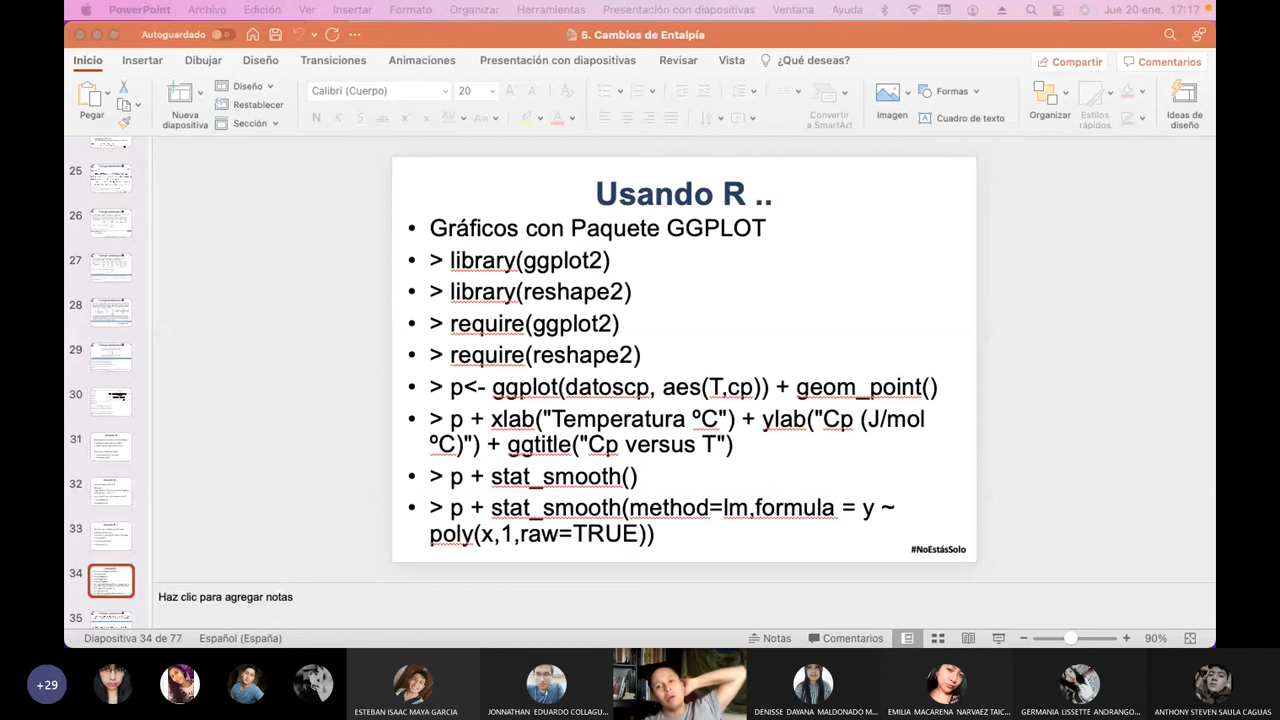 PowerPoint Archivo Edición Ver Insertar Formato Organizar Herramientas Presentación con diapositivas Ventana Ayuda Jue 20 ene. 17:17
Autoguardado 5. Cambios de Entalpía
Inicio Insertar Dibujar Diseño Transiciones Animaciones Presentación con diapositivas Revisar Vista ¿Qué deseas? Compartir Comentarios
Pegar
Nueva diapositiva
Diseño
Restablecer
Sección
Calibri (Cuerpo) 20
Convertir a SmartArt
Imagen
Formas
Cuadro de texto
Organizar
Estilos rápidos
Ideas de diseño
25
26
27
28
29
30
31
32
33
34
35
Usando R ..
• Gráficos con Paquete GGPLOT
• > library(ggplot2)
• > library(reshape2)
• > require(ggplot2)
• > require(reshape2)
• > p<- ggplot(datoscp, aes(T,cp)) + geom_point()
• > p + xlab("Temperatura ºC") + ylab("Cp (J/mol
ºC)") + ggtitle("Cp versus T")
• > p + stat_smooth()
• > p + stat_smooth(method=lm,formula = y ~
poly(x,1,raw=TRUE))
#NoEstásSolo
Haz clic para agregar notas
Diapositiva 34 de 77 Español (España) Notas Comentarios 90%
+29
ESTEBAN ISAAC MAYA GARCIA
JONNATHAN EDUARDO COLLAGU...
DENISSE DAYANA MALDONADO M...
EMILIA MACARENA NARVAEZ TAIC...
GERMANIA LISSETTE ANDRANGO...
ANTHONY STEVEN SAULA CAGUAS